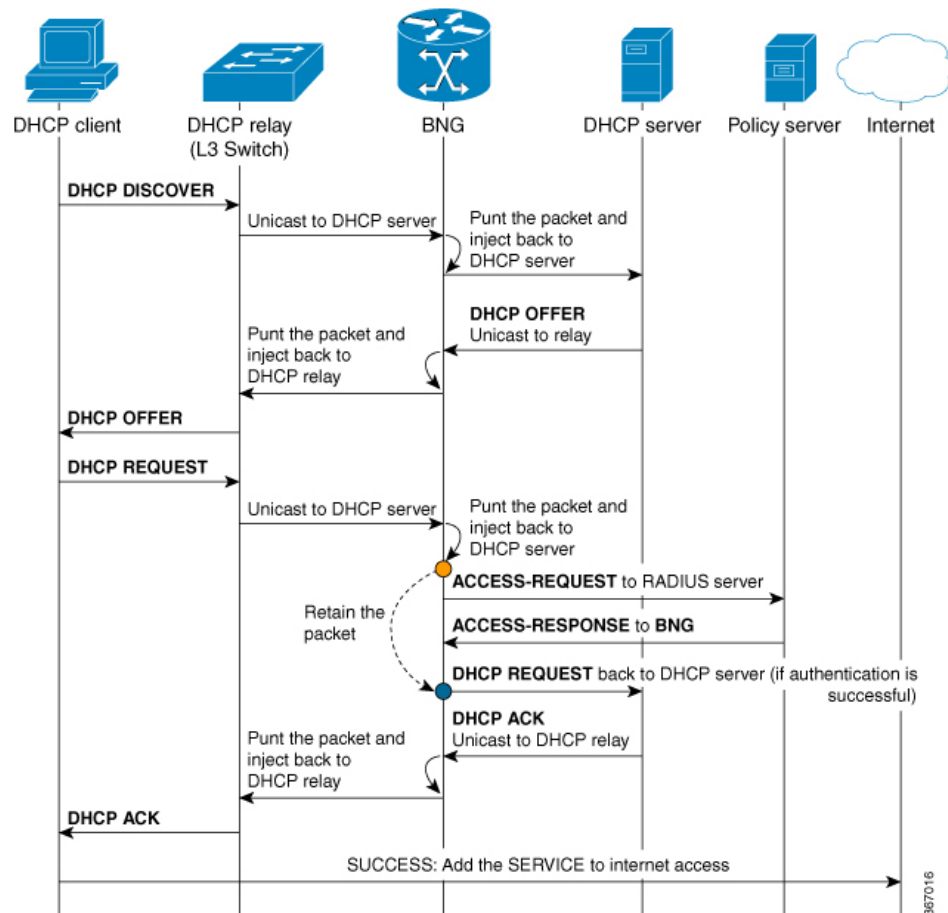 DHCP client
DHCP relay
(L3 Switch)
BNG
DHCP server
Policy server
Internet
DHCP DISCOVER
Unicast to DHCP server
Punt the packet and
inject back to
DHCP server
DHCP OFFER
Unicast to relay
Punt the packet and
inject back to
DHCP relay
DHCP OFFER
DHCP REQUEST
Unicast to DHCP server
Punt the packet and
inject back to
DHCP server
ACCESS-REQUEST to RADIUS server
Retain the
packet
ACCESS-RESPONSE to BNG
DHCP REQUEST back to DHCP server (if authentication is
successful)
DHCP ACK
Unicast to DHCP relay
Punt the packet and
inject back to
DHCP relay
DHCP ACK
SUCCESS: Add the SERVICE to internet access
367016